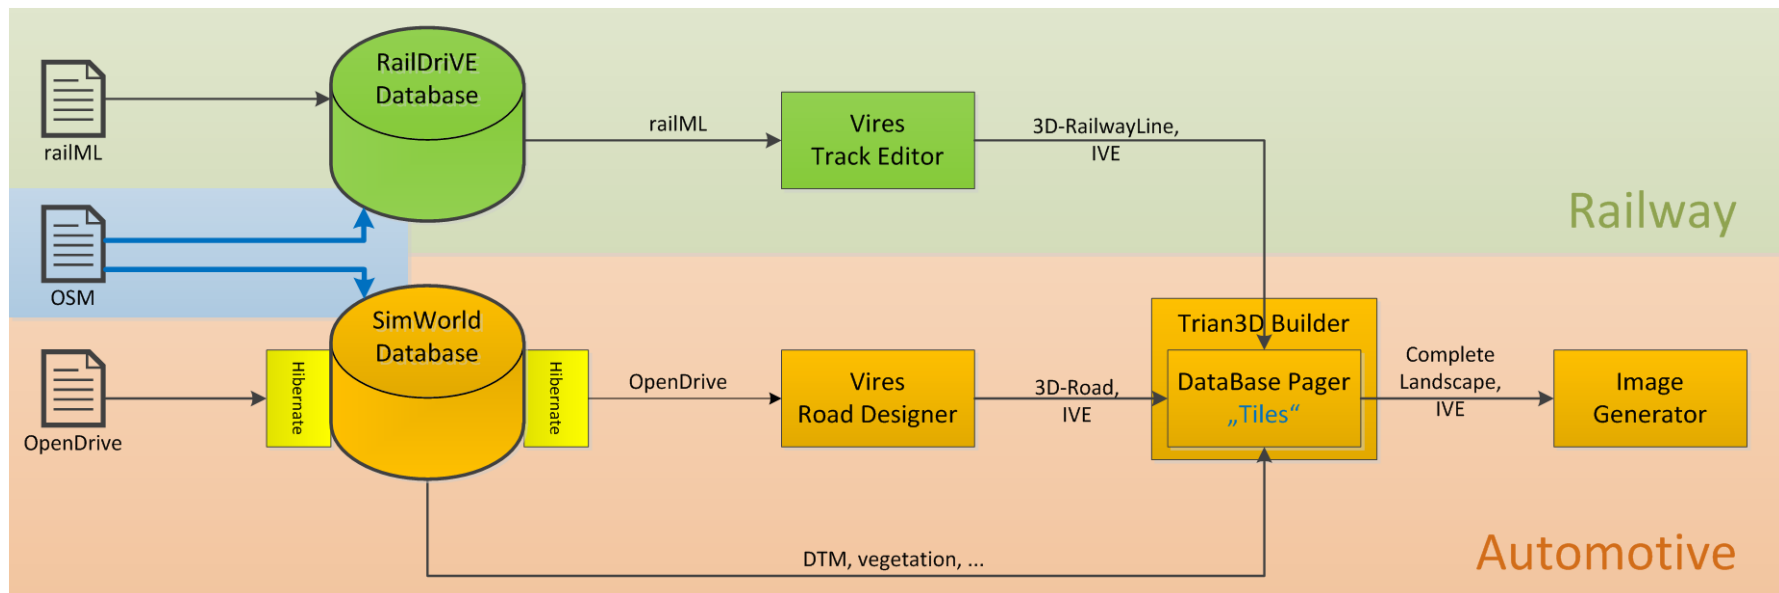 RailDriVE
Database
railML
railML
Vires
Track Editor
3D-RailwayLine,
IVE
Railway
OSM
SimWorld
Database
Hibernate
Hibernate
OpenDrive
OpenDrive
Vires
Road Designer
3D-Road,
IVE
Trian3D Builder
DataBase Pager
„Tiles“
Complete
Landscape,
IVE
Image
Generator
DTM, vegetation, ...
Automotive